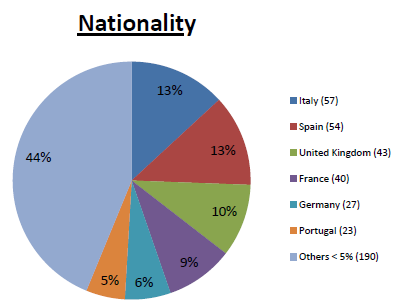 Nationality
13%
13%
10%
9%
6%
5%
44%
Italy (57)
Spain (54)
United Kingdom (43)
France (40)
Germany (27)
Portugal (23)
Others < 5% (190)